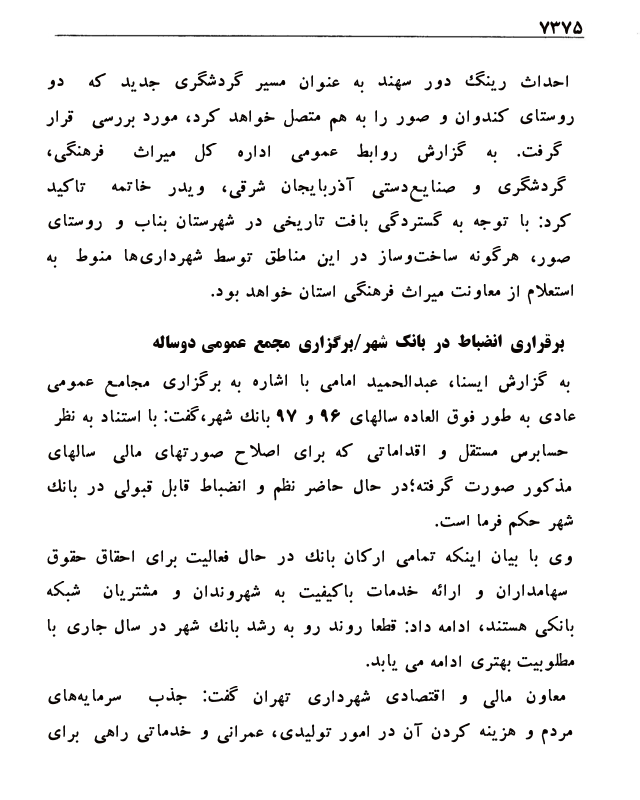 ۷۳۷۵
احداث رینگ دور سهند به عنوان مسیر گردشگری جدید که دو
روستای کندوان و صور را به هم متصل خواهد کرد، مورد بررسی قرار
گرفت. به گزارش روابط عمومی اداره کل میراث فرهنگی،
گردشگری و صنایع‌دستی آذربایجان شرقی، ویدر خاتمه تاکید
کرد: با توجه به گستردگی بافت تاریخی در شهرستان بناب و روستای
صور، هرگونه ساخت‌وساز در این مناطق توسط شهرداری‌ها منوط به
استعلام از معاونت میراث فرهنگی استان خواهد بود.
برقراری انضباط در بانک شهر/برگزاری مجمع عمومی دوساله
به گزارش ایسنا، عبدالحمید امامی با اشاره به برگزاری مجامع عمومی
عادی به طور فوق العاده سالهای ۹۶ و ۹۷ بانك شهر،گفت: با استناد به نظر
حسابرس مستقل و اقداماتی که برای اصلاح صورتهای مالی سالهای
مذکور صورت گرفته؛در حال حاضر نظم و انضباط قابل قبولی در بانك
شهر حکم فرما است.
وی با بیان اینکه تمامی ارکان بانك در حال فعالیت برای احقاق حقوق
سهامداران و ارائه خدمات باکیفیت به شهروندان و مشتریان شبکه
بانکی هستند، ادامه داد: قطعا روند رو به رشد بانك شهر در سال جاری با
مطلوبیت بهتری ادامه می یابد.
معاون مالی و اقتصادی شهرداری تهران گفت: جذب سرمایه‌های
مردم و هزینه کردن آن در امور تولیدی، عمرانی و خدماتی راهی برای